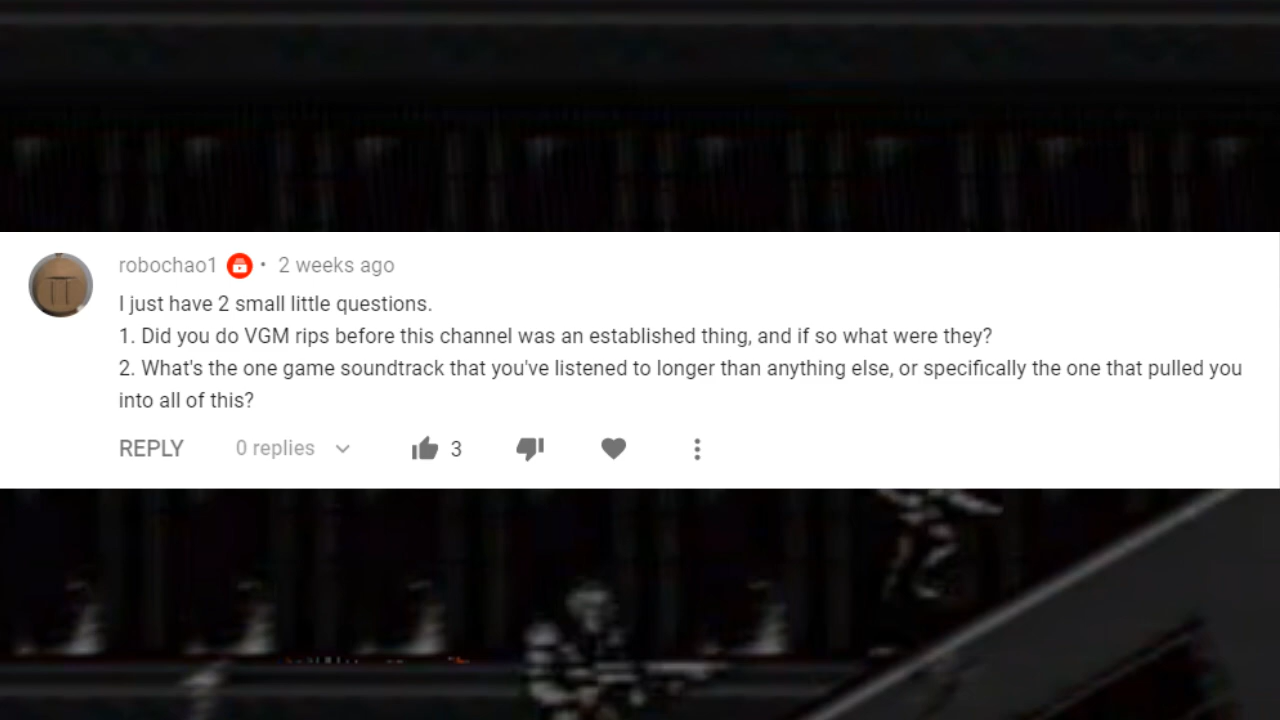 robochao1 • 2 weeks ago
I just have 2 small little questions.
1. Did you do VGM rips before this channel was an established thing, and if so what were they?
2. What's the one game soundtrack that you've listened to longer than anything else, or specifically the one that pulled you
into all of this?
REPLY 0 replies 3